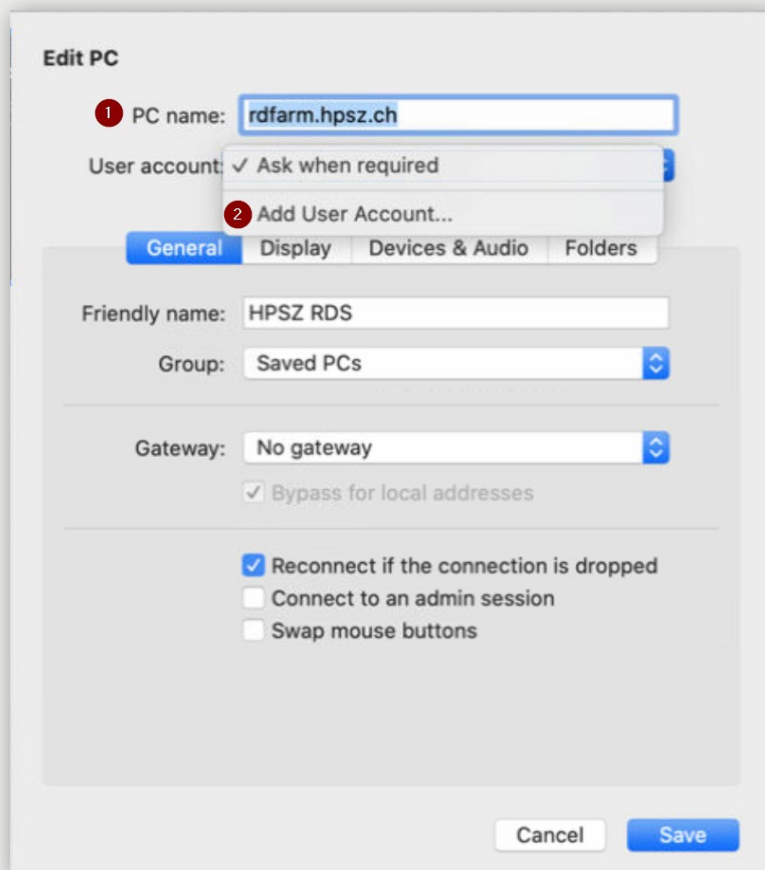 Edit PC
1 PC name: rdfarm.hpsz.ch
User account: ✓ Ask when required
2 Add User Account...
General Display Devices & Audio Folders
Friendly name: HPSZ RDS
Group: Saved PCs
Gateway: No gateway
Bypass for local addresses
Reconnect if the connection is dropped
Connect to an admin session
Swap mouse buttons
Cancel Save